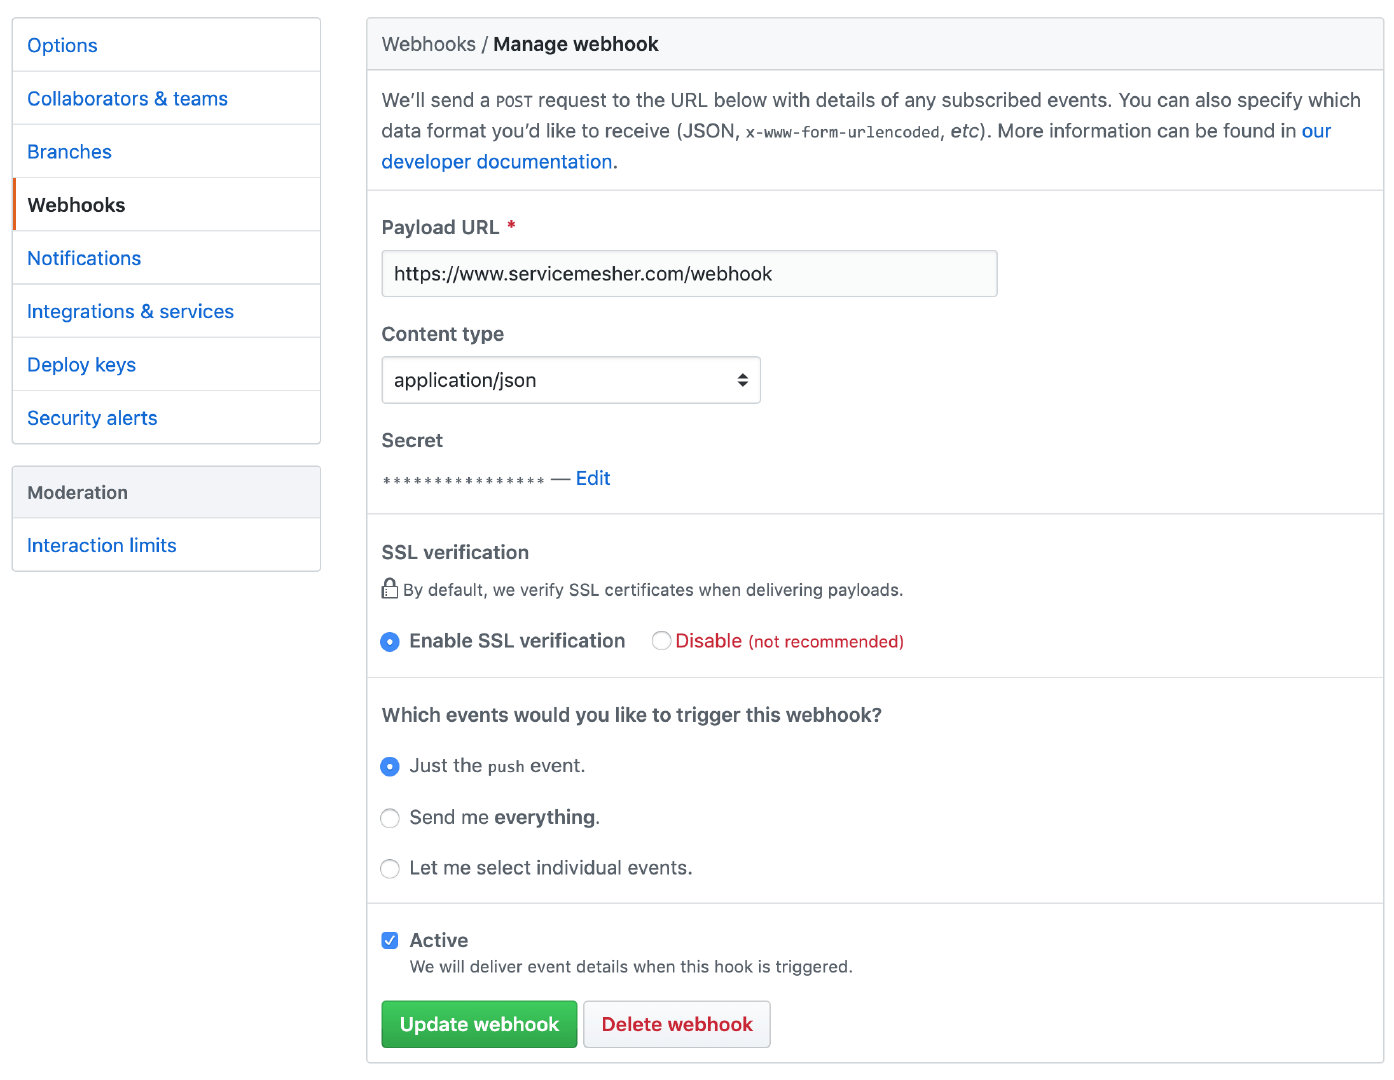 Options
Collaborators & teams
Branches
Webhooks
Notifications
Integrations & services
Deploy keys
Security alerts
Moderation
Interaction limits
Webhooks / Manage webhook
We’ll send a POST request to the URL below with details of any subscribed events. You can also specify which
data format you’d like to receive (JSON, x-www-form-urlencoded, etc). More information can be found in our
developer documentation.
Payload URL *
https://www.servicemesher.com/webhook
Content type
application/json
Secret
**************** — Edit
SSL verification
By default, we verify SSL certificates when delivering payloads.
Enable SSL verification Disable (not recommended)
Which events would you like to trigger this webhook?
Just the push event.
Send me everything.
Let me select individual events.
Active
We will deliver event details when this hook is triggered.
Update webhook Delete webhook